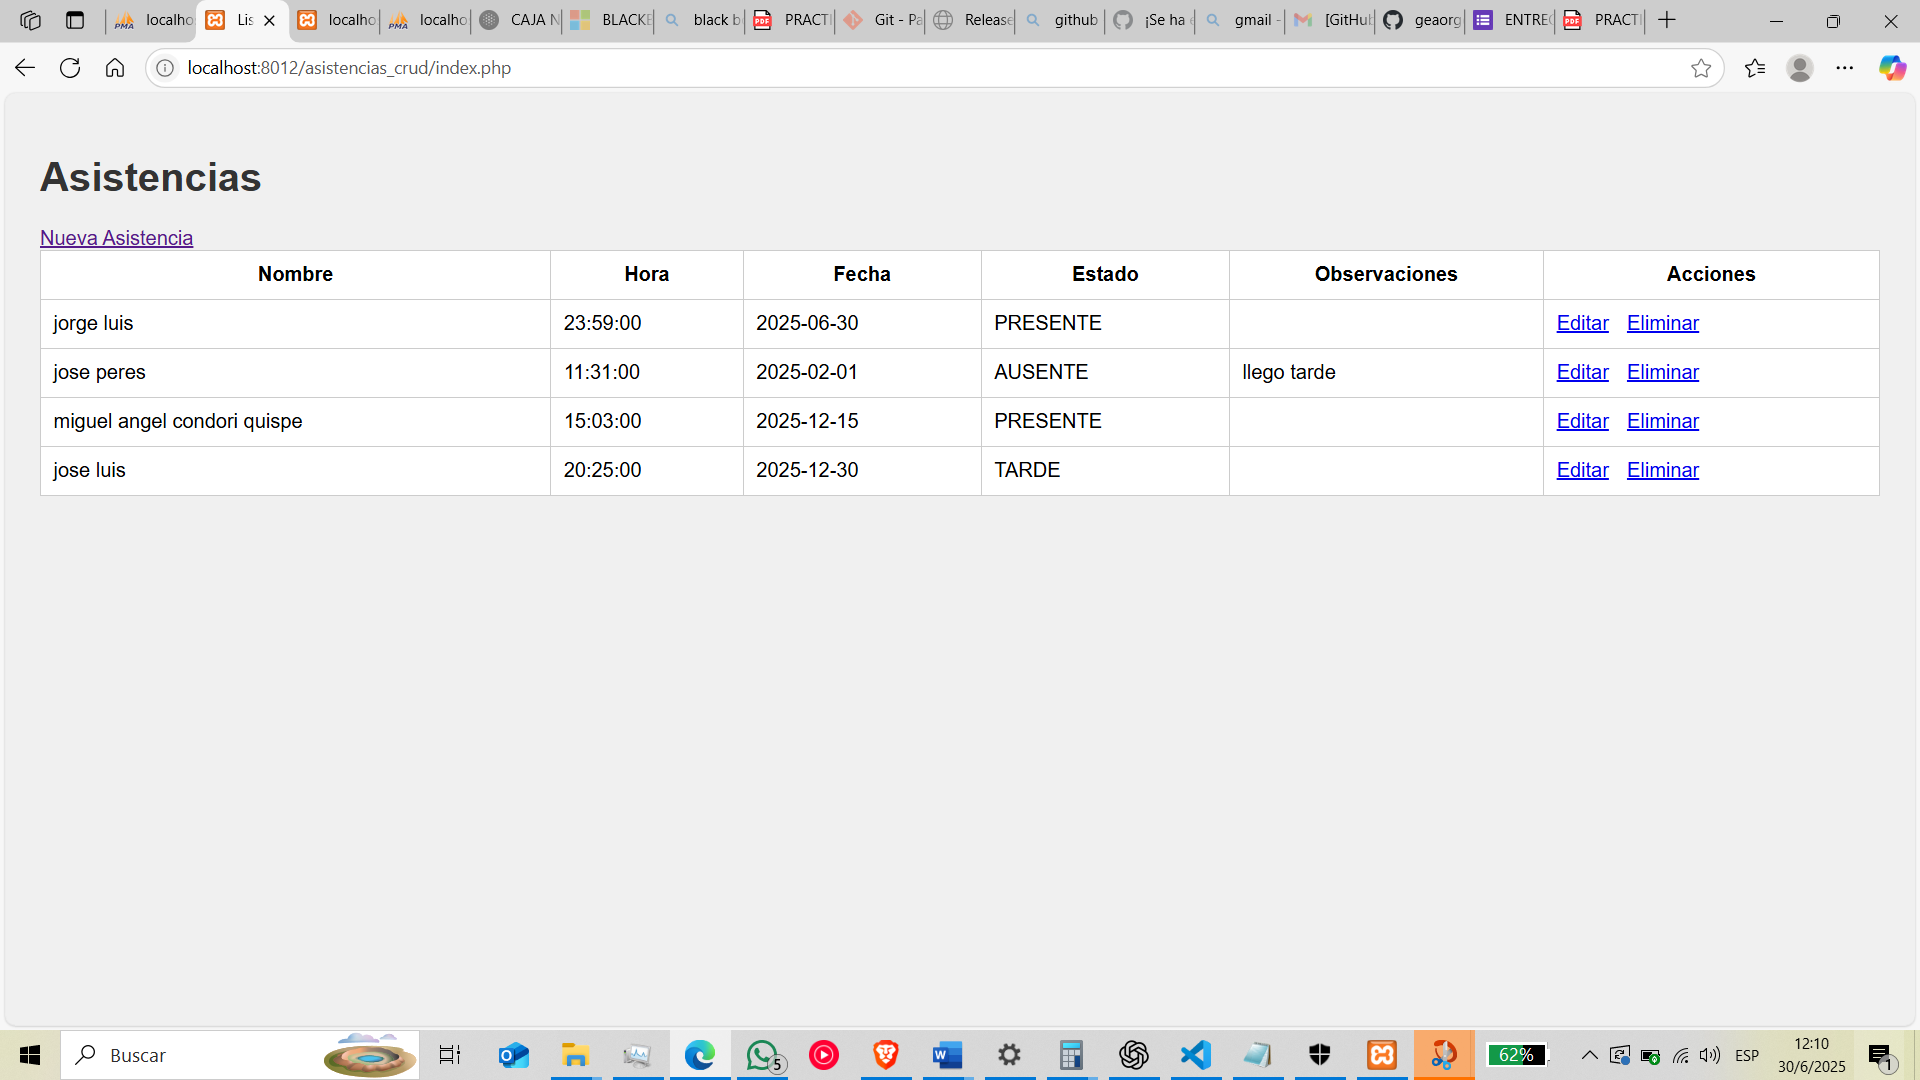 localho
Lis
localho
localho
CAJA N
BLACKB
black b
PRACTI
Git - Pa
Release
github
¡Se ha e
gmail -
[GitHub
geaorg
ENTREG
PRACTI
localhost:8012/asistencias_crud/index.php
Asistencias
Nueva Asistencia
Nombre Hora Fecha Estado Observaciones Acciones
jorge luis 23:59:00 2025-06-30 PRESENTE Editar Eliminar
jose peres 11:31:00 2025-02-01 AUSENTE llego tarde Editar Eliminar
miguel angel condori quispe 15:03:00 2025-12-15 PRESENTE Editar Eliminar
jose luis 20:25:00 2025-12-30 TARDE Editar Eliminar
Buscar
5
62%
ESP
12:10
30/6/2025
1